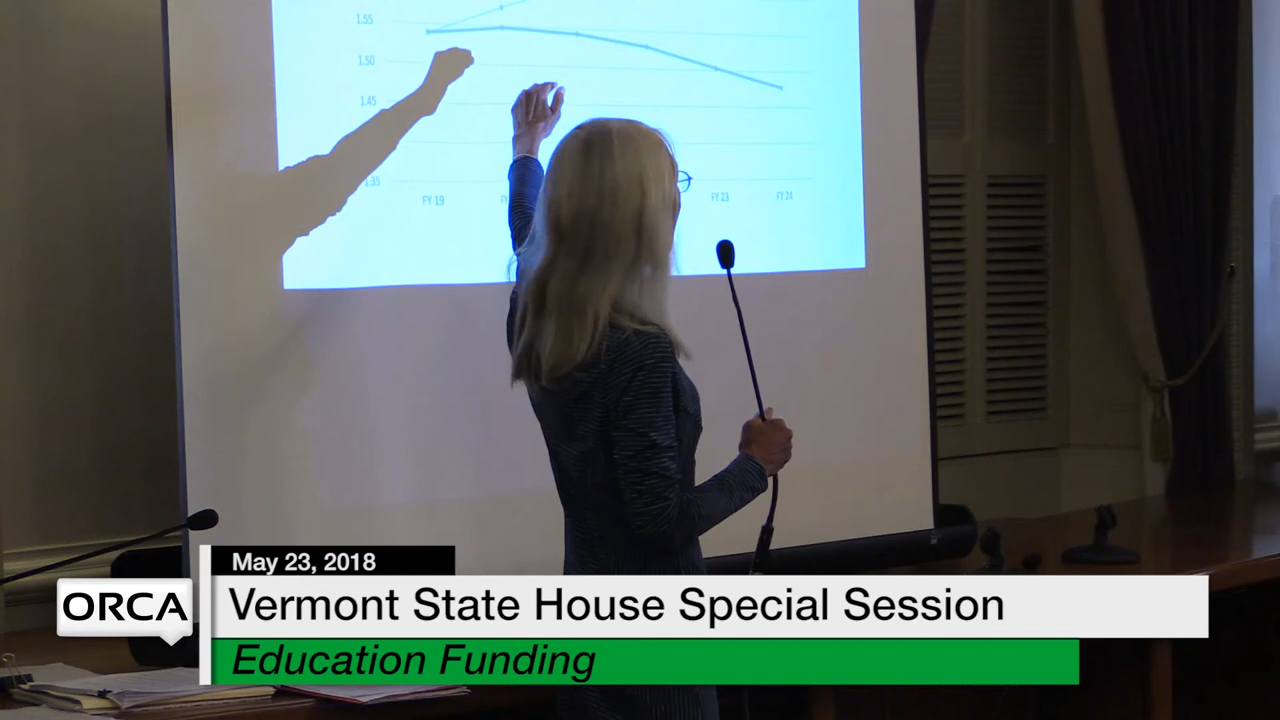 1.55
1.50
1.45
1.35
FY 19
FY
FY 23
FY 24
May 23, 2018
ORCA
Vermont State House Special Session
Education Funding